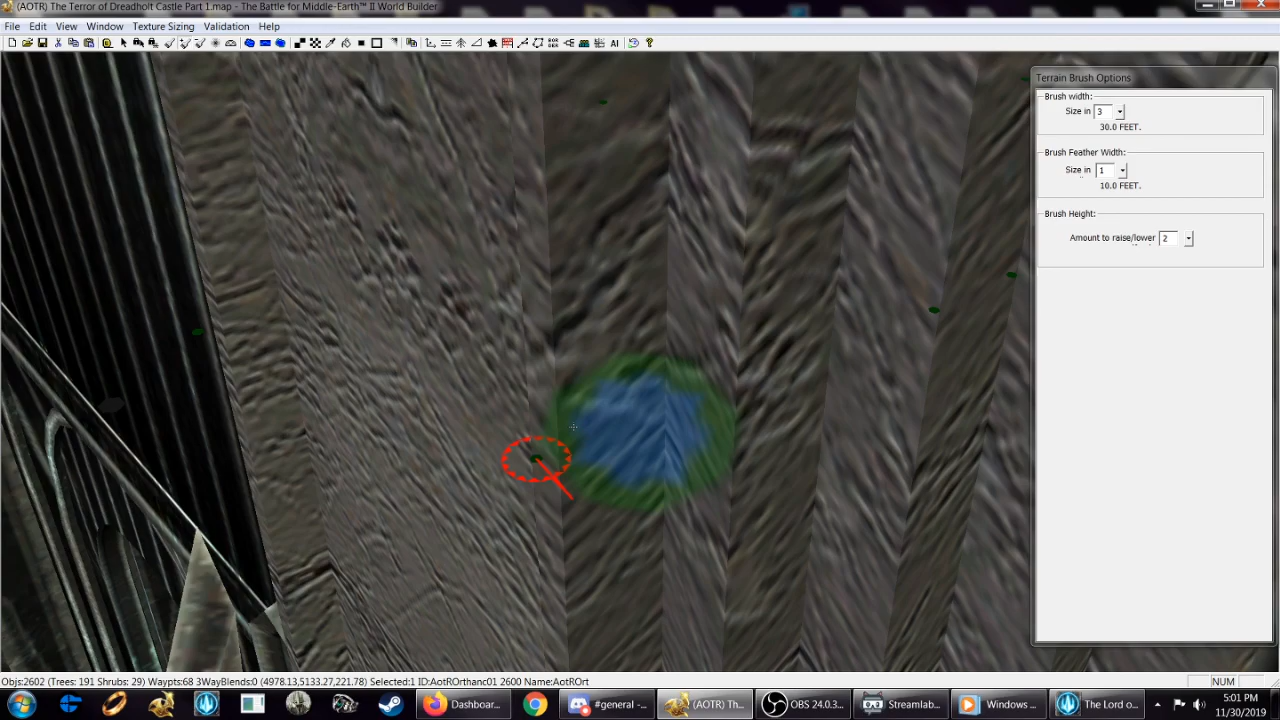 (AOTR) The Terror of Dreadholt Castle Part 1.map - The Battle for Middle-Earth™ II World Builder
File Edit View Window Texture Sizing Validation Help
AI
Terrain Brush Options
Brush width:
Size in 3
30.0 FEET.
Brush Feather Width:
Size in 1
10.0 FEET.
Brush Height:
Amount to raise/lower 2
Objs:2602 (Trees: 191 Shrubs: 29) Waypts:68 3WayBlends:0 (4978.13,5133.27,221.78) Selected:1 ID:AotROrthanc01 2600 Name:AotROrt
NUM
Dashboar...
#general -...
(AOTR) Th...
OBS 24.0.3...
Streamlab...
Windows ...
The Lord o...
5:01 PM
11/30/2019